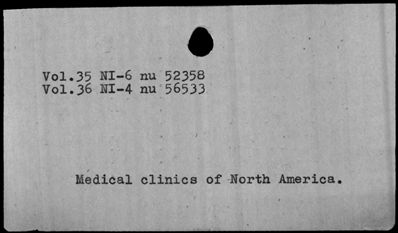 Vol.35 NI-6 nu 52358
Vol.36 NI-4 nu 56533
Medical clinics of North America.